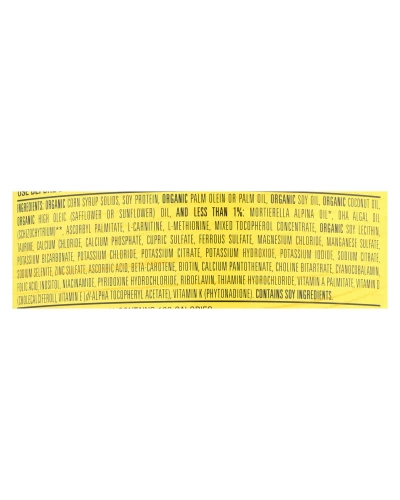 INGREDIENTS: ORGANIC CORN SYRUP SOLIDS, SOY PROTEIN, ORGANIC PALM OLEIN OR PALM OIL, ORGANIC SOY OIL, ORGANIC COCONUT OIL,
ORGANIC HIGH OLEIC (SAFFLOWER OR SUNFLOWER) OIL, AND LESS THAN 1%: MORTIERELLA ALPINA OIL*, DHA ALGAL OIL
(SCHIZOCHYTRIUM)**, ASCORBYL PALMITATE, L-CARNITINE, L-METHIONINE, MIXED TOCOPHEROL CONCENTRATE, ORGANIC SOY LECITHIN,
TAURINE, CALCIUM CHLORIDE, CALCIUM PHOSPHATE, CUPRIC SULFATE, FERROUS SULFATE, MAGNESIUM CHLORIDE, MANGANESE SULFATE,
POTASSIUM BICARBONATE, POTASSIUM CHLORIDE, POTASSIUM CITRATE, POTASSIUM HYDROXIDE, POTASSIUM IODIDE, SODIUM CITRATE,
SODIUM SELENITE, ZINC SULFATE, ASCORBIC ACID, BETA-CAROTENE, BIOTIN, CALCIUM PANTOTHENATE, CHOLINE BITARTRATE, CYANOCOBALAMIN,
FOLIC ACID, INOSITOL, NIACINAMIDE, PYRIDOXINE HYDROCHLORIDE, RIBOFLAVIN, THIAMINE HYDROCHLORIDE, VITAMIN A PALMITATE, VITAMIN D
(CHOLECALCIFEROL), VITAMIN E (dl-ALPHA TOCOPHERYL ACETATE), VITAMIN K (PHYTONADIONE). CONTAINS SOY INGREDIENTS.